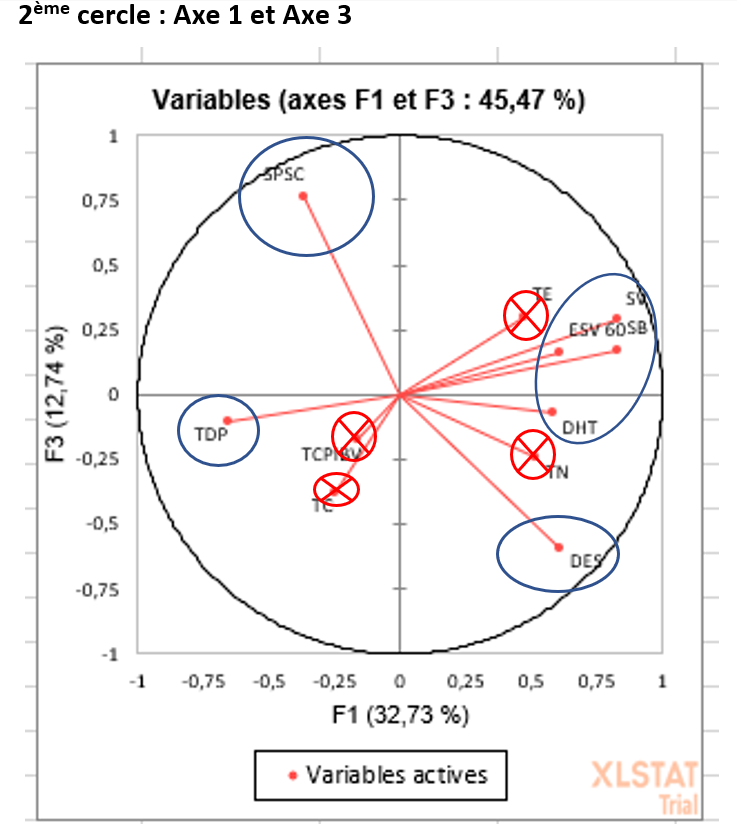 2ème cercle : Axe 1 et Axe 3
Variables (axes F1 et F3 : 45,47 %)
1
SPSC
0,75
0,5
TE
SV
0,25
ESV 60 SB
F3 (12,74 %)
0
TDP
DHT
-0,25
TN
TC
-0,5
DES
-0,75
-1
-1 -0,75 -0,5 -0,25 0 0,25 0,5 0,75 1
F1 (32,73 %)
Variables actives
XLSTAT
Trial